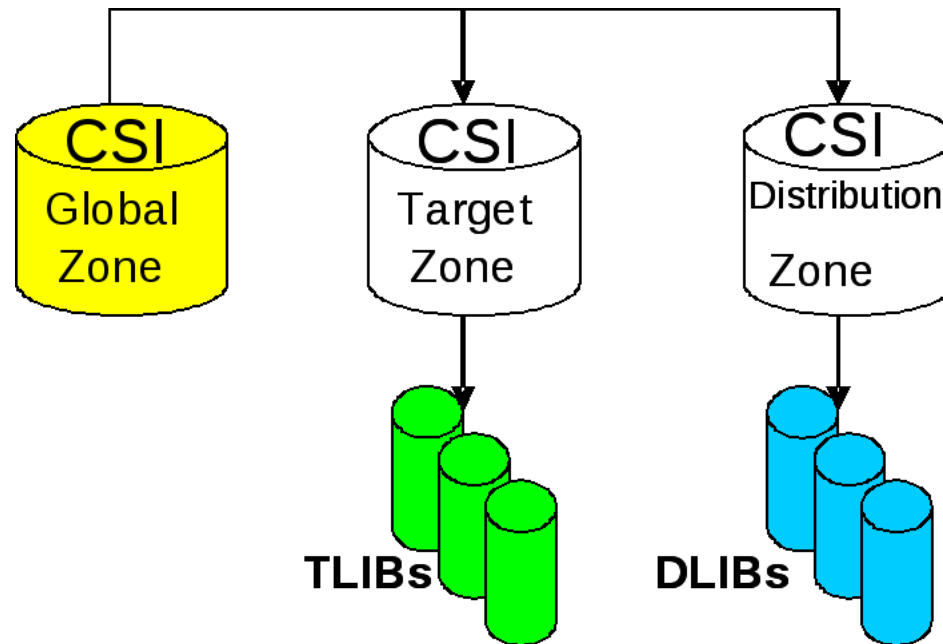 CSI
Global
Zone
CSI
Target
Zone
CSI
Distribution
Zone
TLIBs
DLIBs